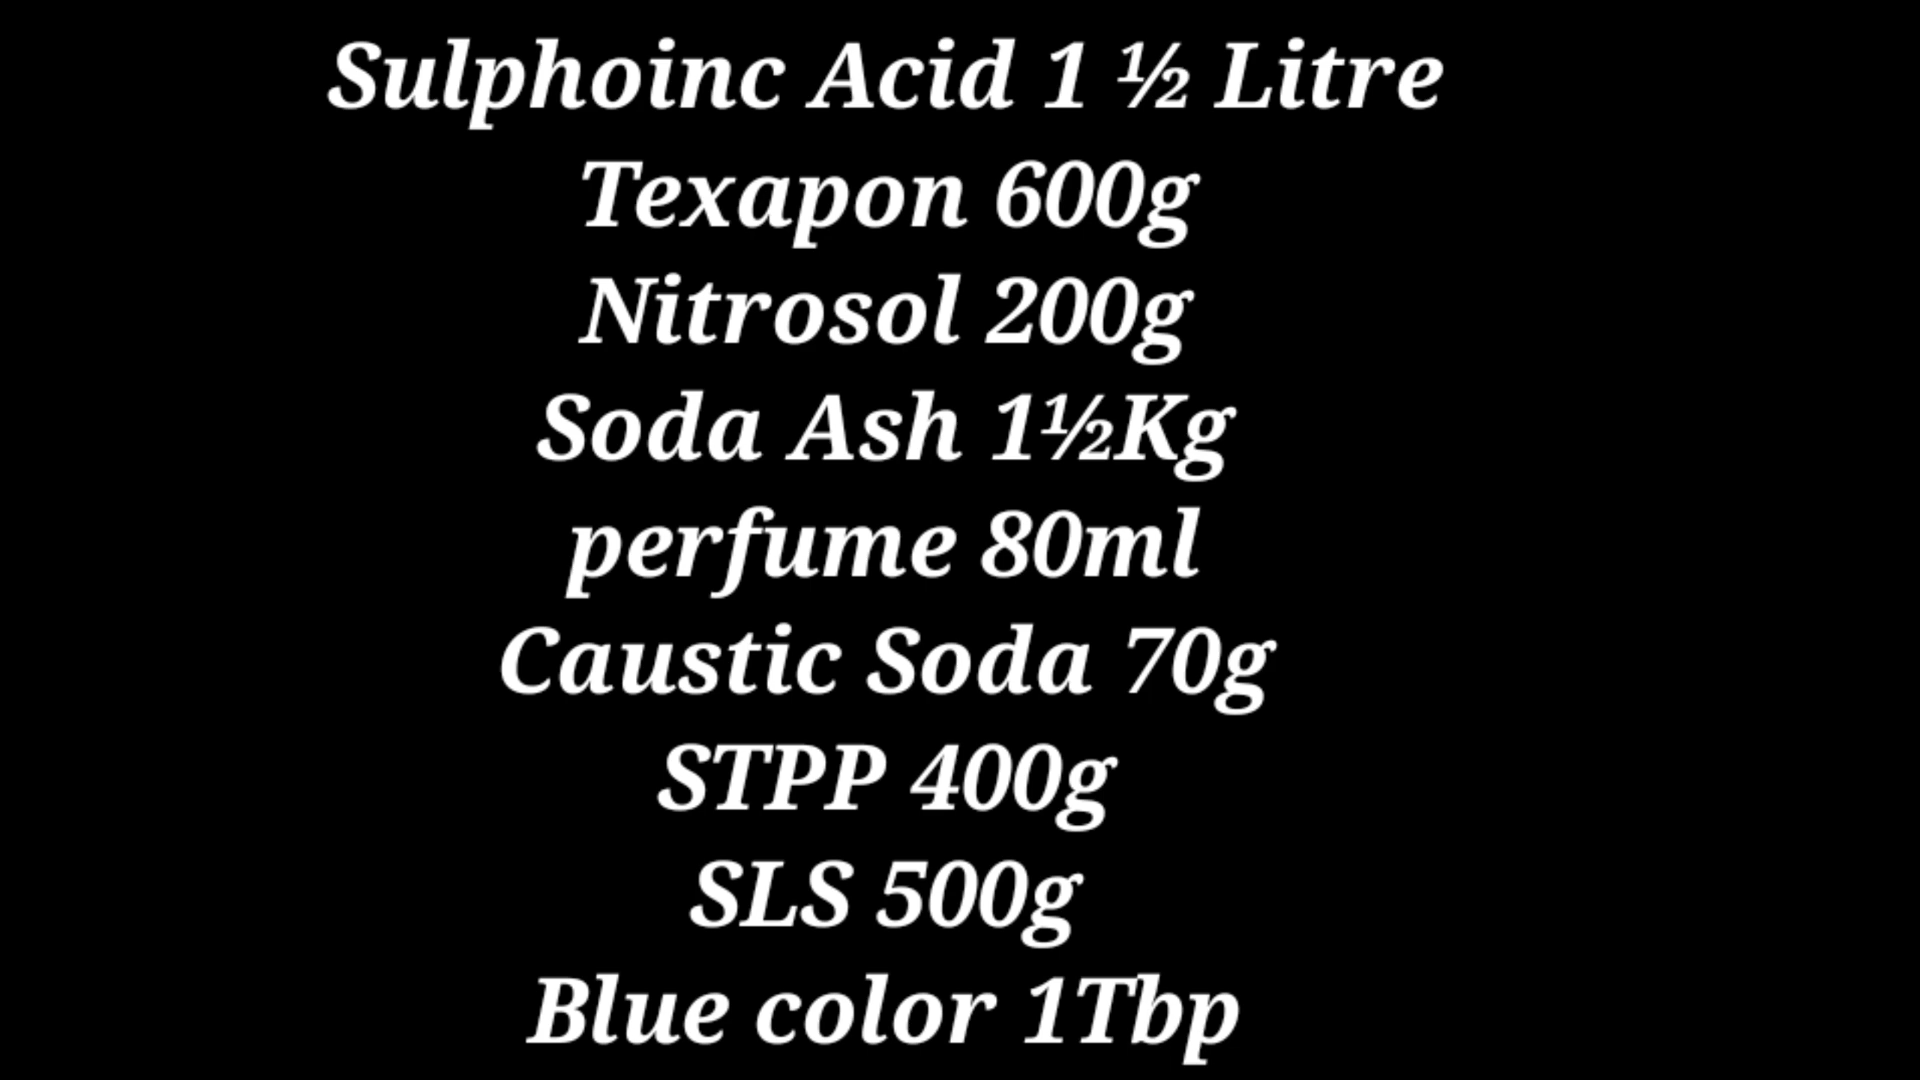 Sulphoinc Acid 1 ½ Litre
Texapon 600g
Nitrosol 200g
Soda Ash 1½Kg
perfume 80ml
Caustic Soda 70g
STPP 400g
SLS 500g
Blue color 1Tbp